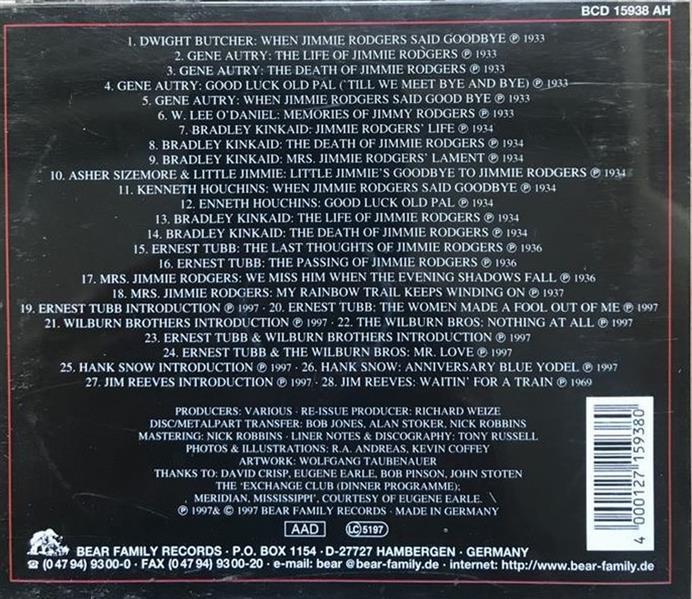 BCD 15938 AH
1. DWIGHT BUTCHER: WHEN JIMMIE RODGERS SAID GOODBYE ℗ 1933
2. GENE AUTRY: THE LIFE OF JIMMIE RODGERS ℗ 1933
3. GENE AUTRY: THE DEATH OF JIMMIE RODGERS ℗ 1933
4. GENE AUTRY: GOOD LUCK OLD PAL (`TILL WE MEET BYE AND BYE) ℗ 1933
5. GENE AUTRY: WHEN JIMMIE RODGERS SAID GOOD BYE ℗ 1933
6. W. LEE O'DANIEL: MEMORIES OF JIMMY RODGERS ℗ 1933
7. BRADLEY KINKAID: JIMMIE RODGERS' LIFE ℗ 1934
8. BRADLEY KINKAID: THE DEATH OF JIMMIE RODGERS ℗ 1934
9. BRADLEY KINKAID: MRS. JIMMIE RODGERS' LAMENT ℗ 1934
10. ASHER SIZEMORE & LITTLE JIMMIE: LITTLE JIMMIE'S GOODBYE TO JIMMIE RODGERS ℗ 1934
11. KENNETH HOUCHINS: WHEN JIMMIE RODGERS SAID GOODBYE ℗ 1934
12. ENNETH HOUCHINS: GOOD LUCK OLD PAL ℗ 1934
13. BRADLEY KINKAID: THE LIFE OF JIMMIE RODGERS ℗ 1934
14. BRADLEY KINKAID: THE DEATH OF JIMMIE RODGERS ℗ 1934
15. ERNEST TUBB: THE LAST THOUGHTS OF JIMMIE RODGERS ℗ 1936
16. ERNEST TUBB: THE PASSING OF JIMMIE RODGERS ℗ 1936
17. MRS. JIMMIE RODGERS: WE MISS HIM WHEN THE EVENING SHADOWS FALL ℗ 1936
18. MRS. JIMMIE RODGERS: MY RAINBOW TRAIL KEEPS WINDING ON ℗ 1937
19. ERNEST TUBB INTRODUCTION ℗ 1997 · 20. ERNEST TUBB: THE WOMEN MADE A FOOL OUT OF ME ℗ 1997
21. WILBURN BROTHERS INTRODUCTION ℗ 1997 · 22. THE WILBURN BROS: NOTHING AT ALL ℗ 1997
23. ERNEST TUBB & WILBURN BROTHERS INTRODUCTION ℗ 1997
24. ERNEST TUBB & THE WILBURN BROS: MR. LOVE ℗ 1997
25. HANK SNOW INTRODUCTION ℗ 1997 · 26. HANK SNOW: ANNIVERSARY BLUE YODEL ℗ 1997
27. JIM REEVES INTRODUCTION ℗ 1997 · 28. JIM REEVES: WAITIN' FOR A TRAIN ℗ 1969
PRODUCERS: VARIOUS · RE-ISSUE PRODUCER: RICHARD WEIZE
DISC/METALPART TRANSFER: BOB JONES, ALAN STOKER, NICK ROBBINS
MASTERING: NICK ROBBINS · LINER NOTES & DISCOGRAPHY: TONY RUSSELL
PHOTOS & ILLUSTRATIONS: R.A. ANDREAS, KEVIN COFFEY
ARTWORK: WOLFGANG TAUBENAUER
THANKS TO: DAVID CRISP, EUGENE EARLE, BOB PINSON, JOHN STOTEN
THE 'EXCHANGE CLUB (DINNER PROGRAMME);
, MERIDIAN, MISSISSIPPI', COURTESY OF EUGENE EARLE. \
℗ 1997& © 1997 BEAR FAMILY RECORDS · MADE IN GERMANY
AAD LC 5197
4 000127 159380
BEAR FAMILY RECORDS · P.O. BOX 1154 · D-27727 HAMBERGEN · GERMANY
☎ (0 47 94) 93 00-0 · FAX (0 47 94) 93 00-20 · e-mail: bear @ bear-family.de · internet: http://www.bear-family.de